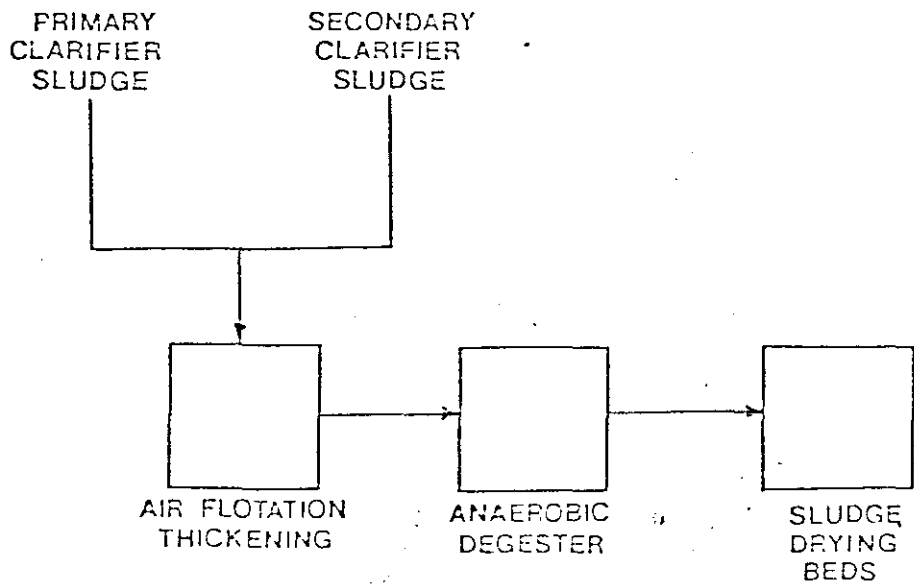 PRIMARY
CLARIFIER
SLUDGE
SECONDARY
CLARIFIER
SLUDGE
AIR FLOTATION
THICKENING
ANAEROBIC
DEGESTER
SLUDGE
DRYING
BEDS